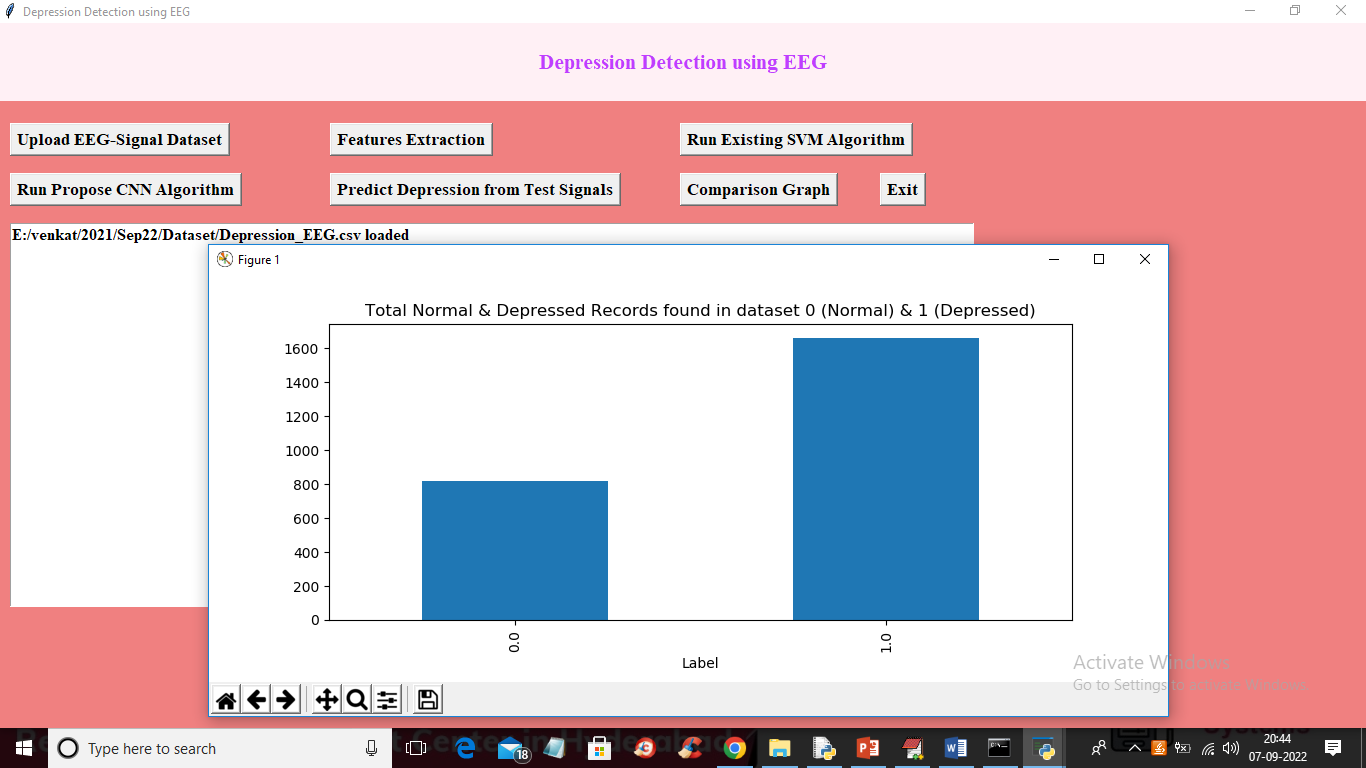 Depression Detection using EEG
Depression Detection using EEG
Upload EEG-Signal Dataset
Features Extraction
Run Existing SVM Algorithm
Run Propose CNN Algorithm
Predict Depression from Test Signals
Comparison Graph
Exit
E:/venkat/2021/Sep22/Dataset/Depression_EEG.csv loaded
Figure 1
Total Normal & Depressed Records found in dataset 0 (Normal) & 1 (Depressed)
1600
1400
1200
1000
800
600
400
200
0
0.0
1.0
Label
Activate Windows
Go to Settings to activate Windows.
Type here to search
18
Center in Hyderabad
Systems
20:44
07-09-2022